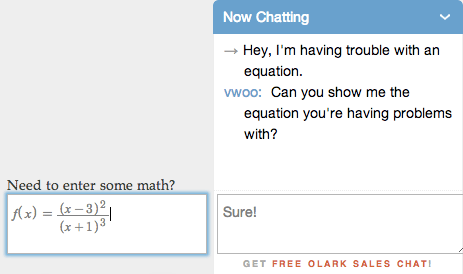 Now Chatting
→ Hey, I'm having trouble with an
equation.
vwoo: Can you show me the
equation you're having problems
with?
Need to enter some math?
f(x) = (x − 3)² / (x + 1)³
Sure!
GET FREE OLARK SALES CHAT!